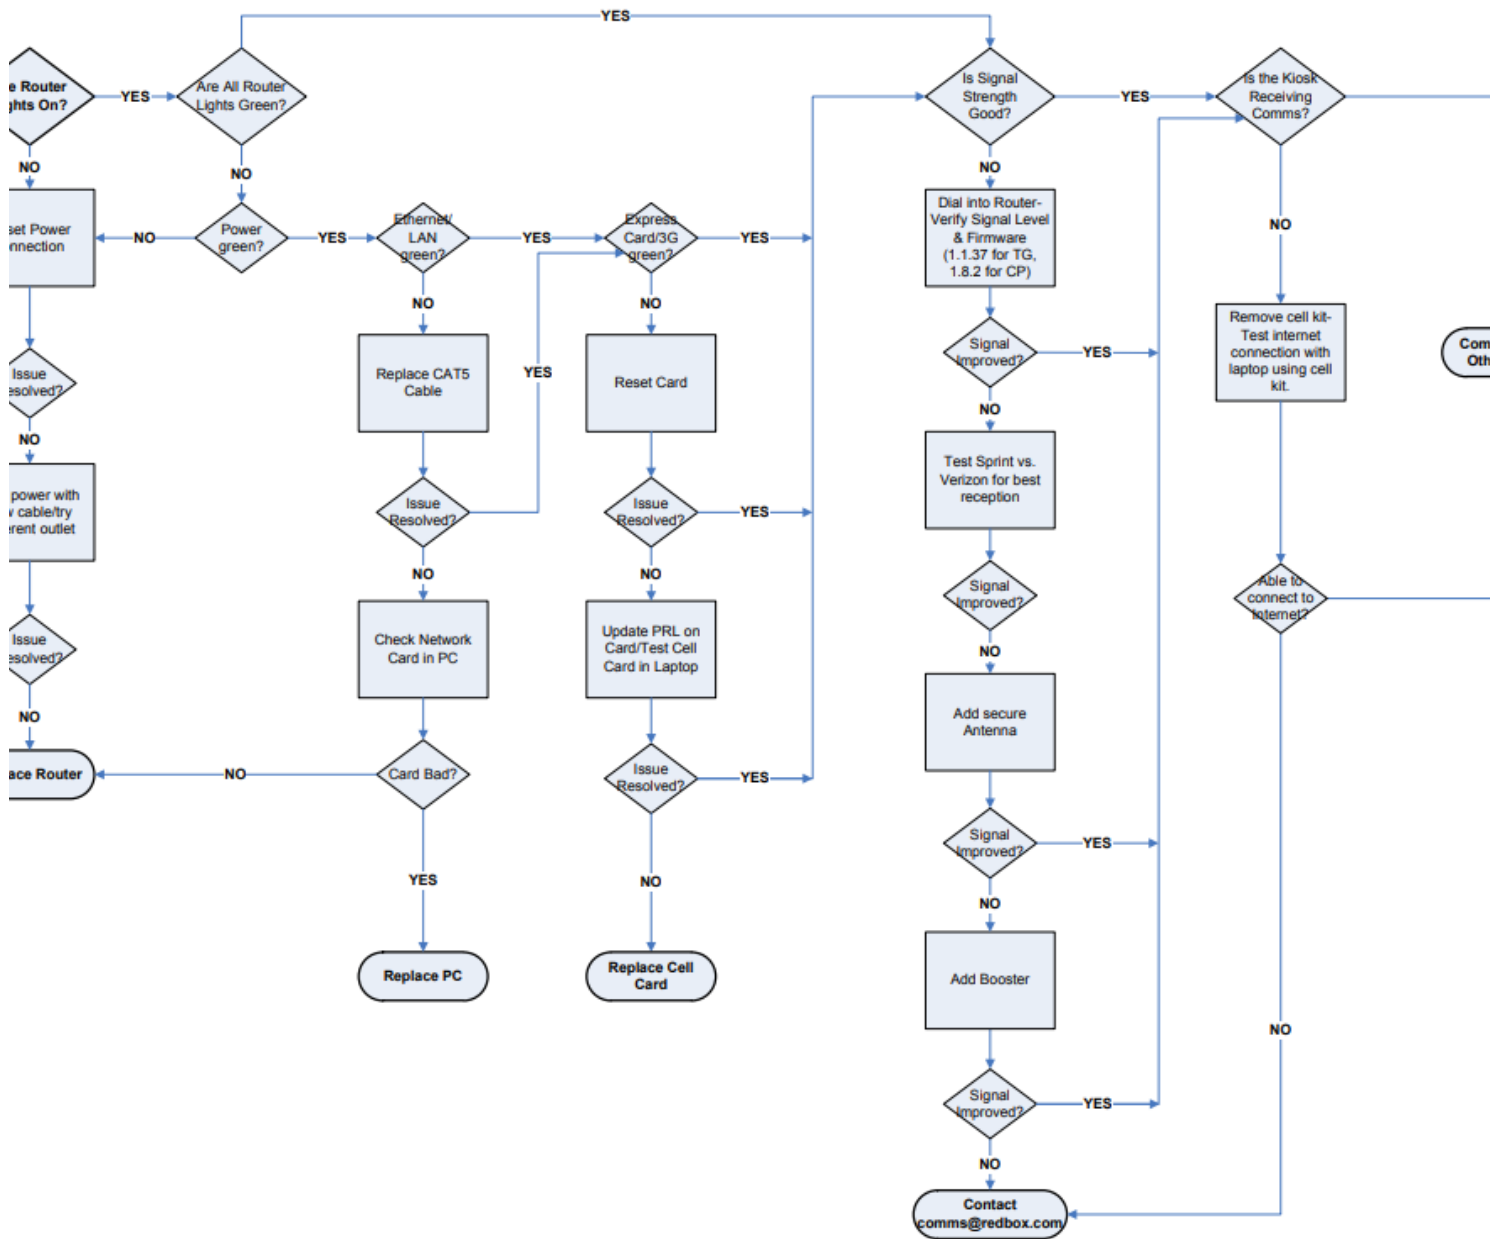 YES
e Router
ghts On?
YES
Are All Router
Lights Green?
Is Signal
Strength
Good?
YES
Is the Kiosk
Receiving
Comms?
NO
NO
NO
NO
set Power
onnection
NO
Power
green?
YES
Ethernet/
LAN
green?
YES
Express
Card/3G
green?
YES
Dial into Router-
Verify Signal Level
& Firmware
(1.1.37 for TG,
1.8.2 for CP)
NO
NO
Issue
esolved?
Replace CAT5
Cable
YES
Reset Card
Signal
Improved?
YES
Remove cell kit-
Test internet
connection with
laptop using cell
kit.
Com
Oth
NO
NO
power with
w cable/try
erent outlet
Issue
Resolved?
Issue
Resolved?
YES
Test Sprint vs.
Verizon for best
reception
NO
NO
Signal
Improved?
Able to
connect to
Internet?
Issue
esolved?
Check Network
Card in PC
Update PRL on
Card/Test Cell
Card in Laptop
NO
NO
Add secure
Antenna
ace Router
NO
Card Bad?
Issue
Resolved?
YES
Signal
Improved?
YES
YES
NO
NO
Replace PC
Replace Cell
Card
Add Booster
NO
Signal
Improved?
YES
NO
Contact
comms@redbox.com